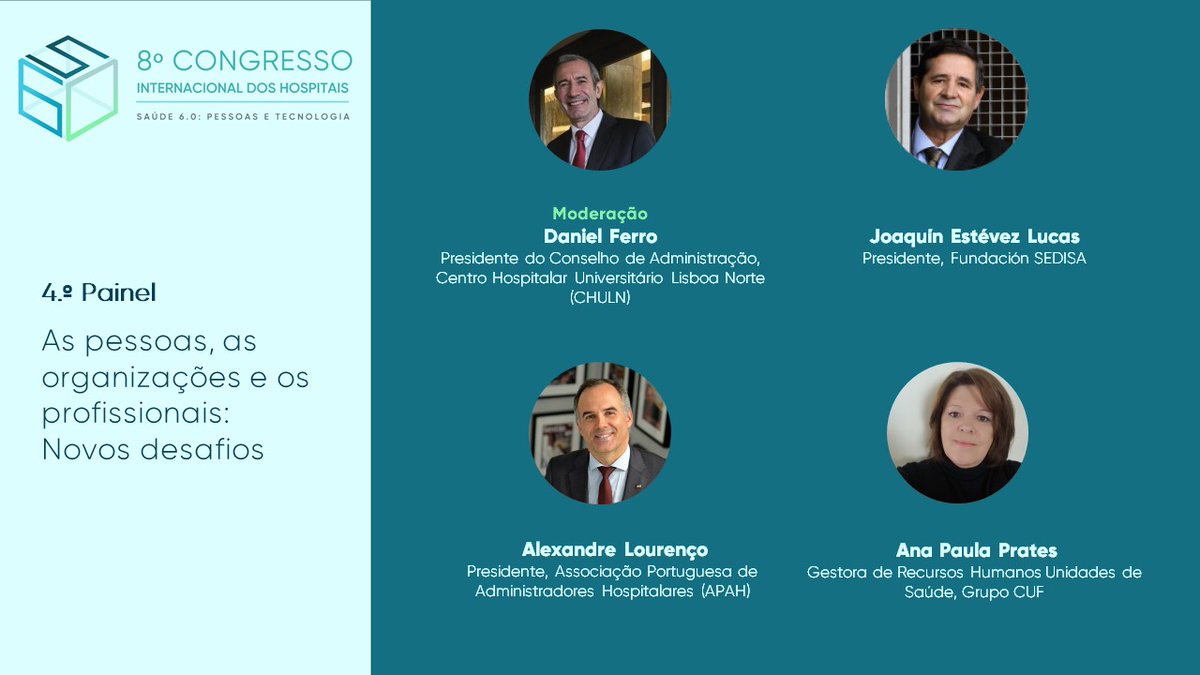 8º CONGRESSO
INTERNACIONAL DOS HOSPITAIS
SAÚDE 6.0: PESSOAS E TECNOLOGIA
4.º Painel
As pessoas, as
organizações e os
profissionais:
Novos desafios
Moderação
Daniel Ferro
Presidente do Conselho de Administração,
Centro Hospitalar Universitário Lisboa Norte
(CHULN)
Joaquín Estévez Lucas
Presidente, Fundación SEDISA
Alexandre Lourenço
Presidente, Associação Portuguesa de
Administradores Hospitalares (APAH)
Ana Paula Prates
Gestora de Recursos Humanos Unidades de
Saúde, Grupo CUF